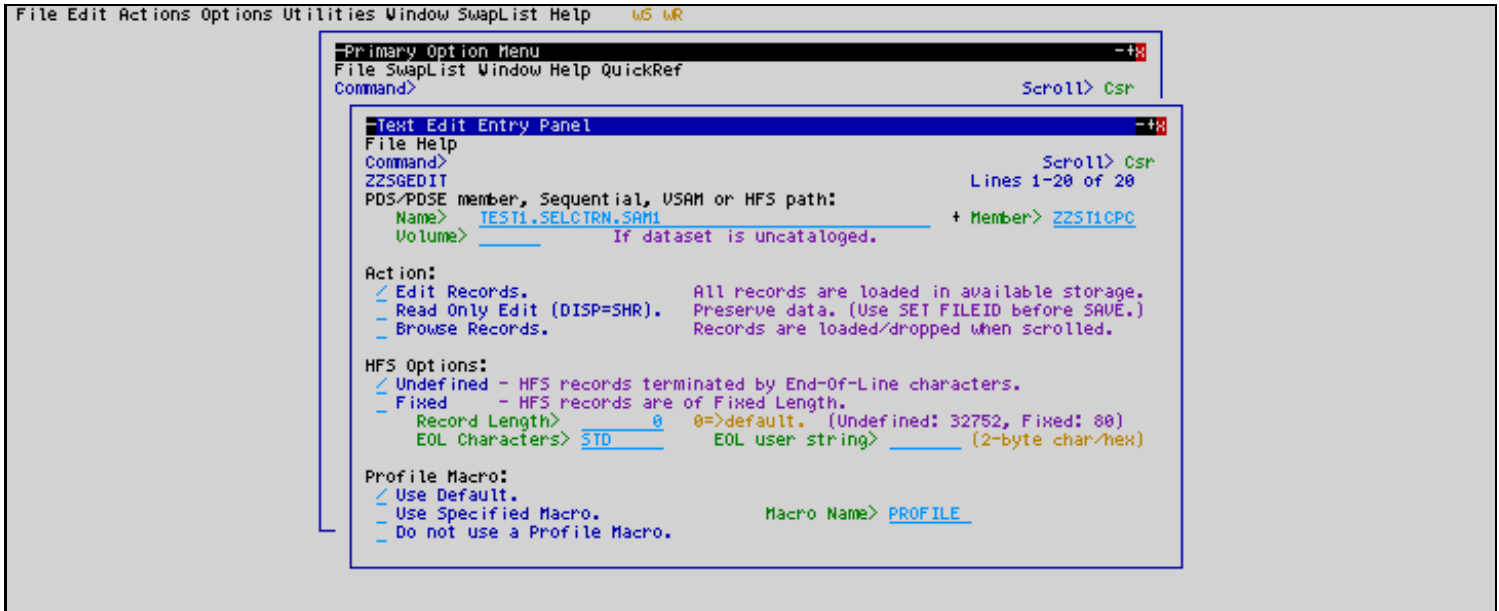 File Edit Actions Options Utilities Window SwapList Help wS wR
-Primary Option Menu -+x
File SwapList Window Help QuickRef
Command> Scroll> Csr
-Text Edit Entry Panel -+x
File Help
Command> Scroll> Csr
ZZSGEDIT Lines 1-20 of 20
PDS/PDSE member, Sequential, VSAM or HFS path:
Name> TEST1.SELCTRN.SAM1 + Member> ZZST1CPC
Volume> If dataset is uncataloged.
Action:
/ Edit Records. All records are loaded in available storage.
_ Read Only Edit (DISP=SHR). Preserve data. (Use SET FILEID before SAVE.)
_ Browse Records. Records are loaded/dropped when scrolled.
HFS Options:
/ Undefined - HFS records terminated by End-Of-Line characters.
_ Fixed - HFS records are of Fixed Length.
Record Length> 0 0=>default. (Undefined: 32752, Fixed: 80)
EOL Characters> STD EOL user string> (2-byte char/hex)
Profile Macro:
/ Use Default.
_ Use Specified Macro. Macro Name> PROFILE
_ Do not use a Profile Macro.